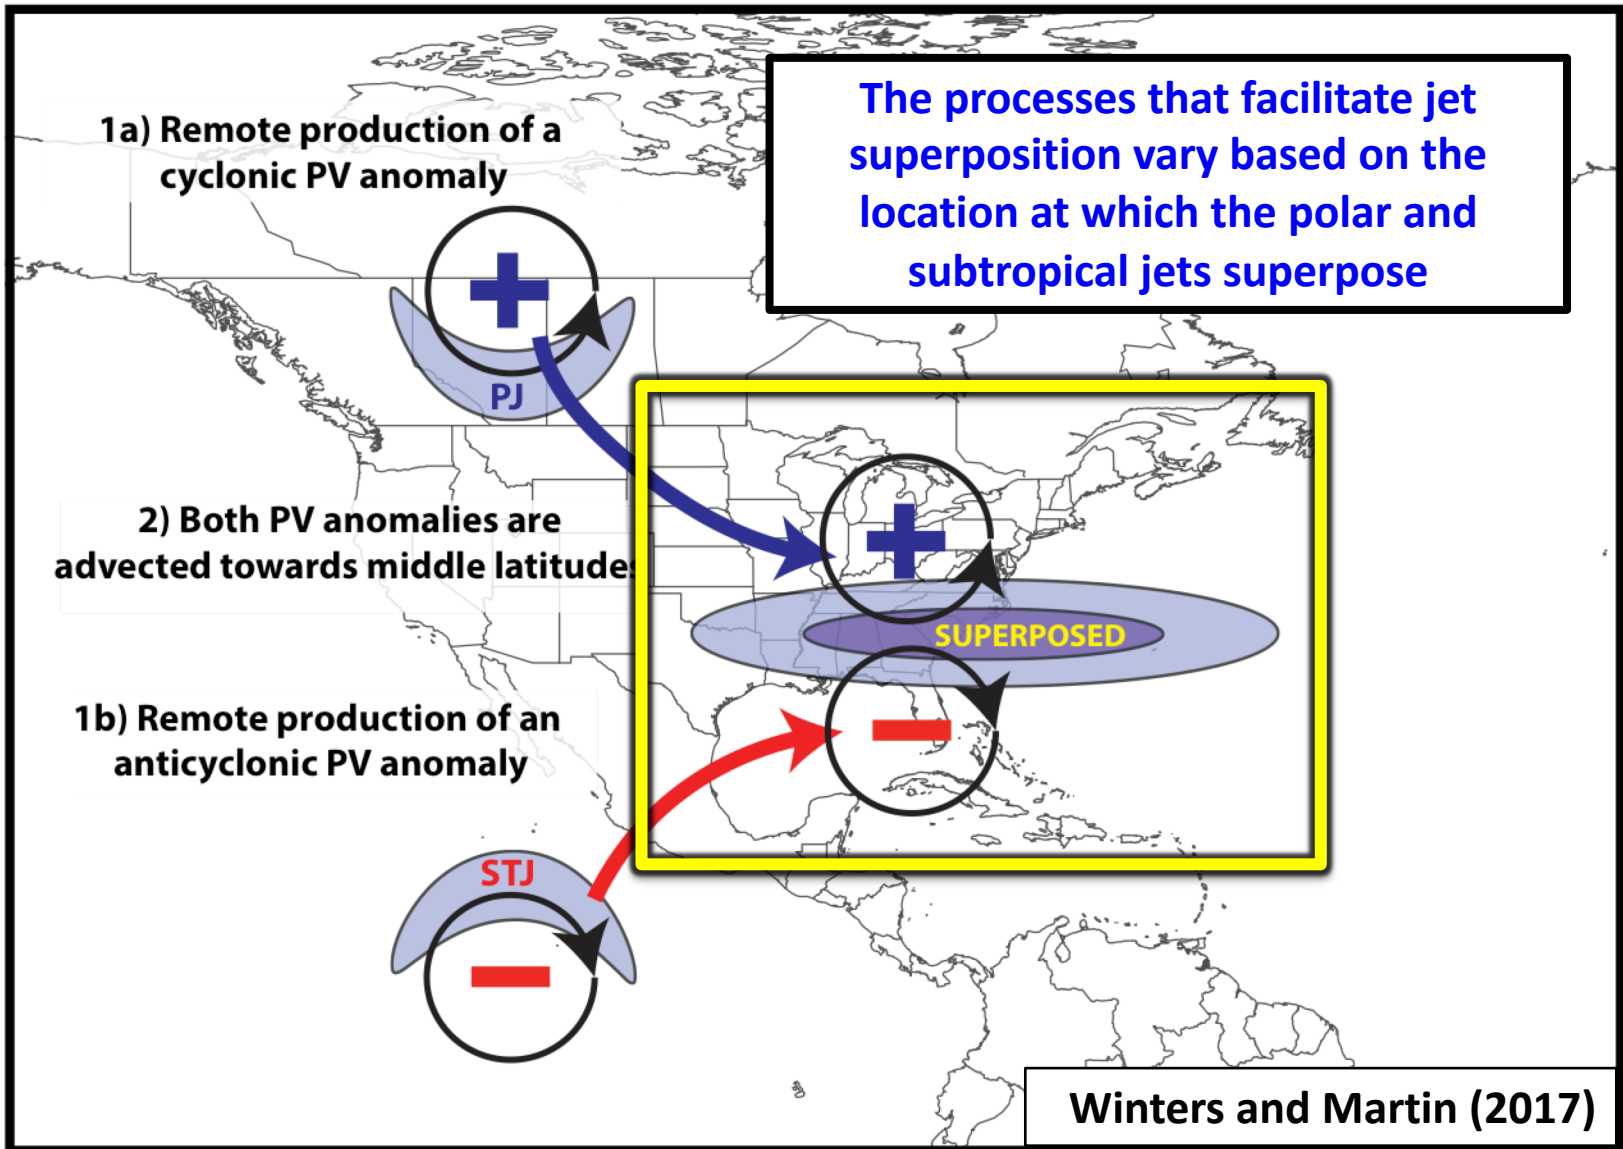 1a) Remote production of a
cyclonic PV anomaly
The processes that facilitate jet
superposition vary based on the
location at which the polar and
subtropical jets superpose
PJ
2) Both PV anomalies are
advected towards middle latitudes
SUPERPOSED
1b) Remote production of an
anticyclonic PV anomaly
STJ
Winters and Martin (2017)